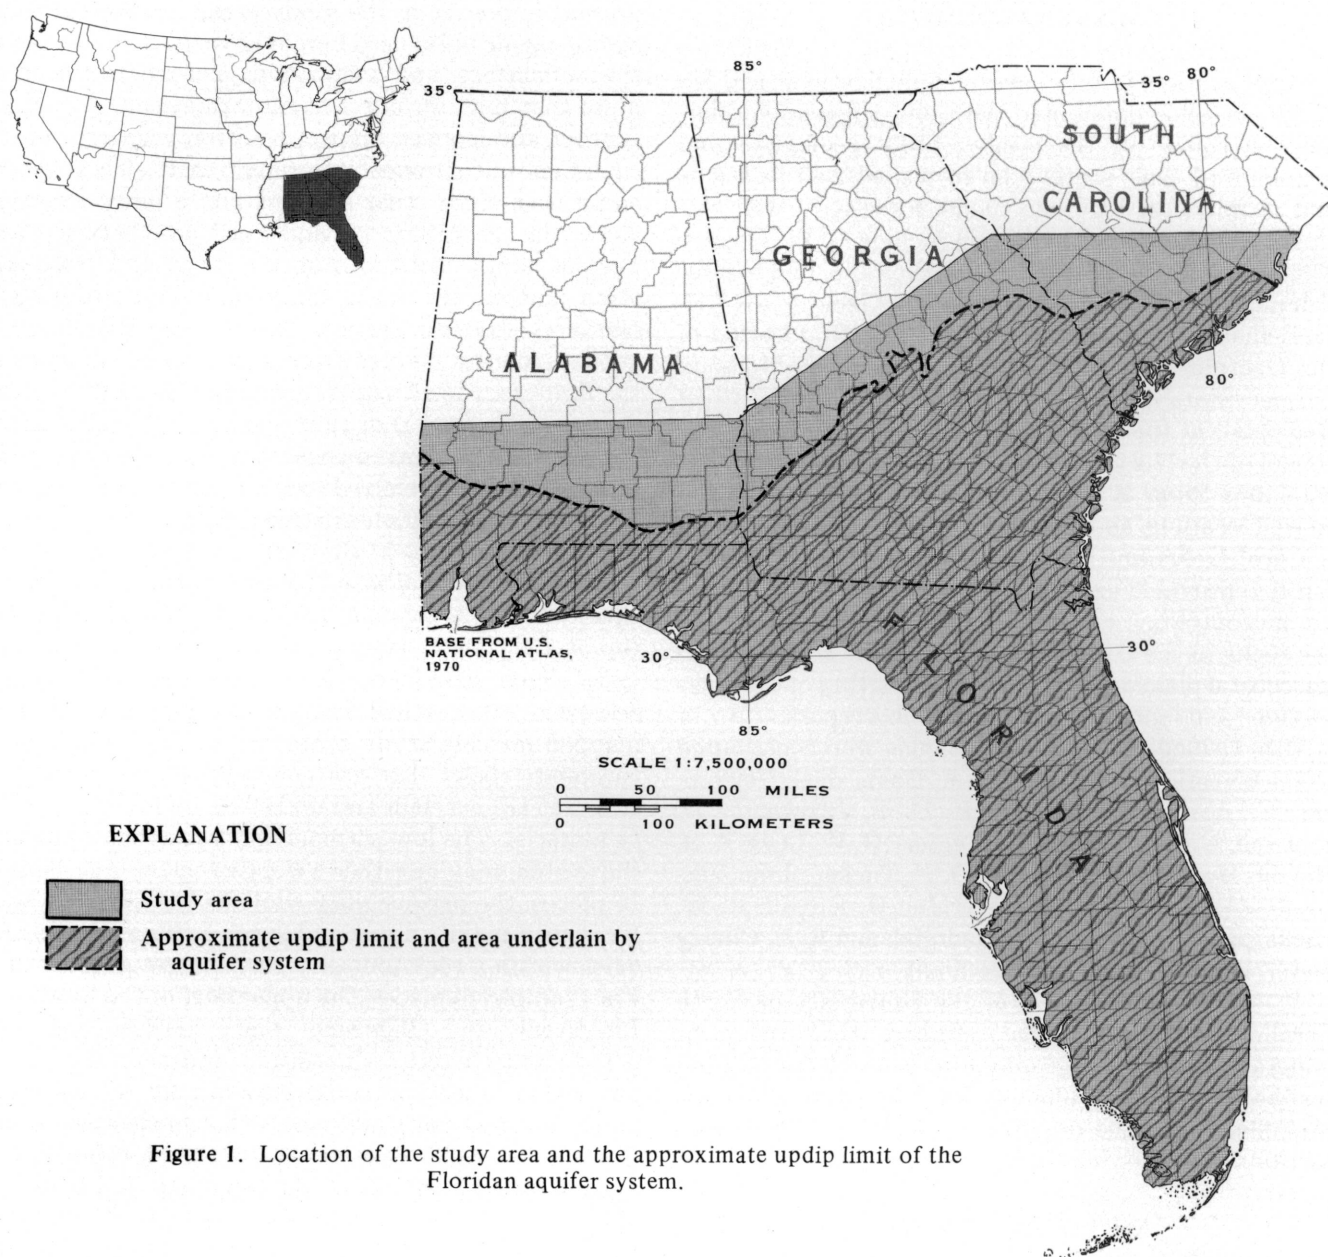 85°
35°
35° 80°
SOUTH
CAROLINA
GEORGIA
ALABAMA
80°
BASE FROM U.S.
NATIONAL ATLAS,
1970
30°
30°
FLORIDA
85°
SCALE 1:7,500,000
0 50 100 MILES
0 100 KILOMETERS
EXPLANATION
Study area
Approximate updip limit and area underlain by
aquifer system
Figure 1. Location of the study area and the approximate updip limit of the
Floridan aquifer system.